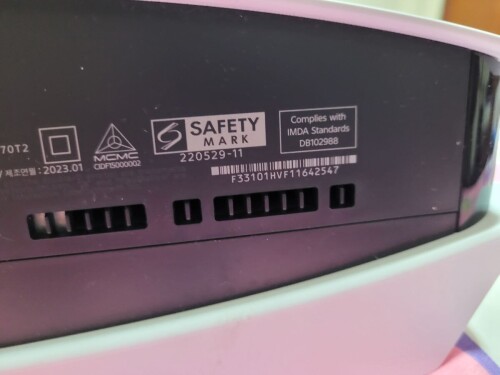 70T2
MCMC
CIDF15000002
SAFETY
MARK
220529-11
Complies with
IMDA Standards
DB102988
제조연월: 2023.01
F33101HVF11642547